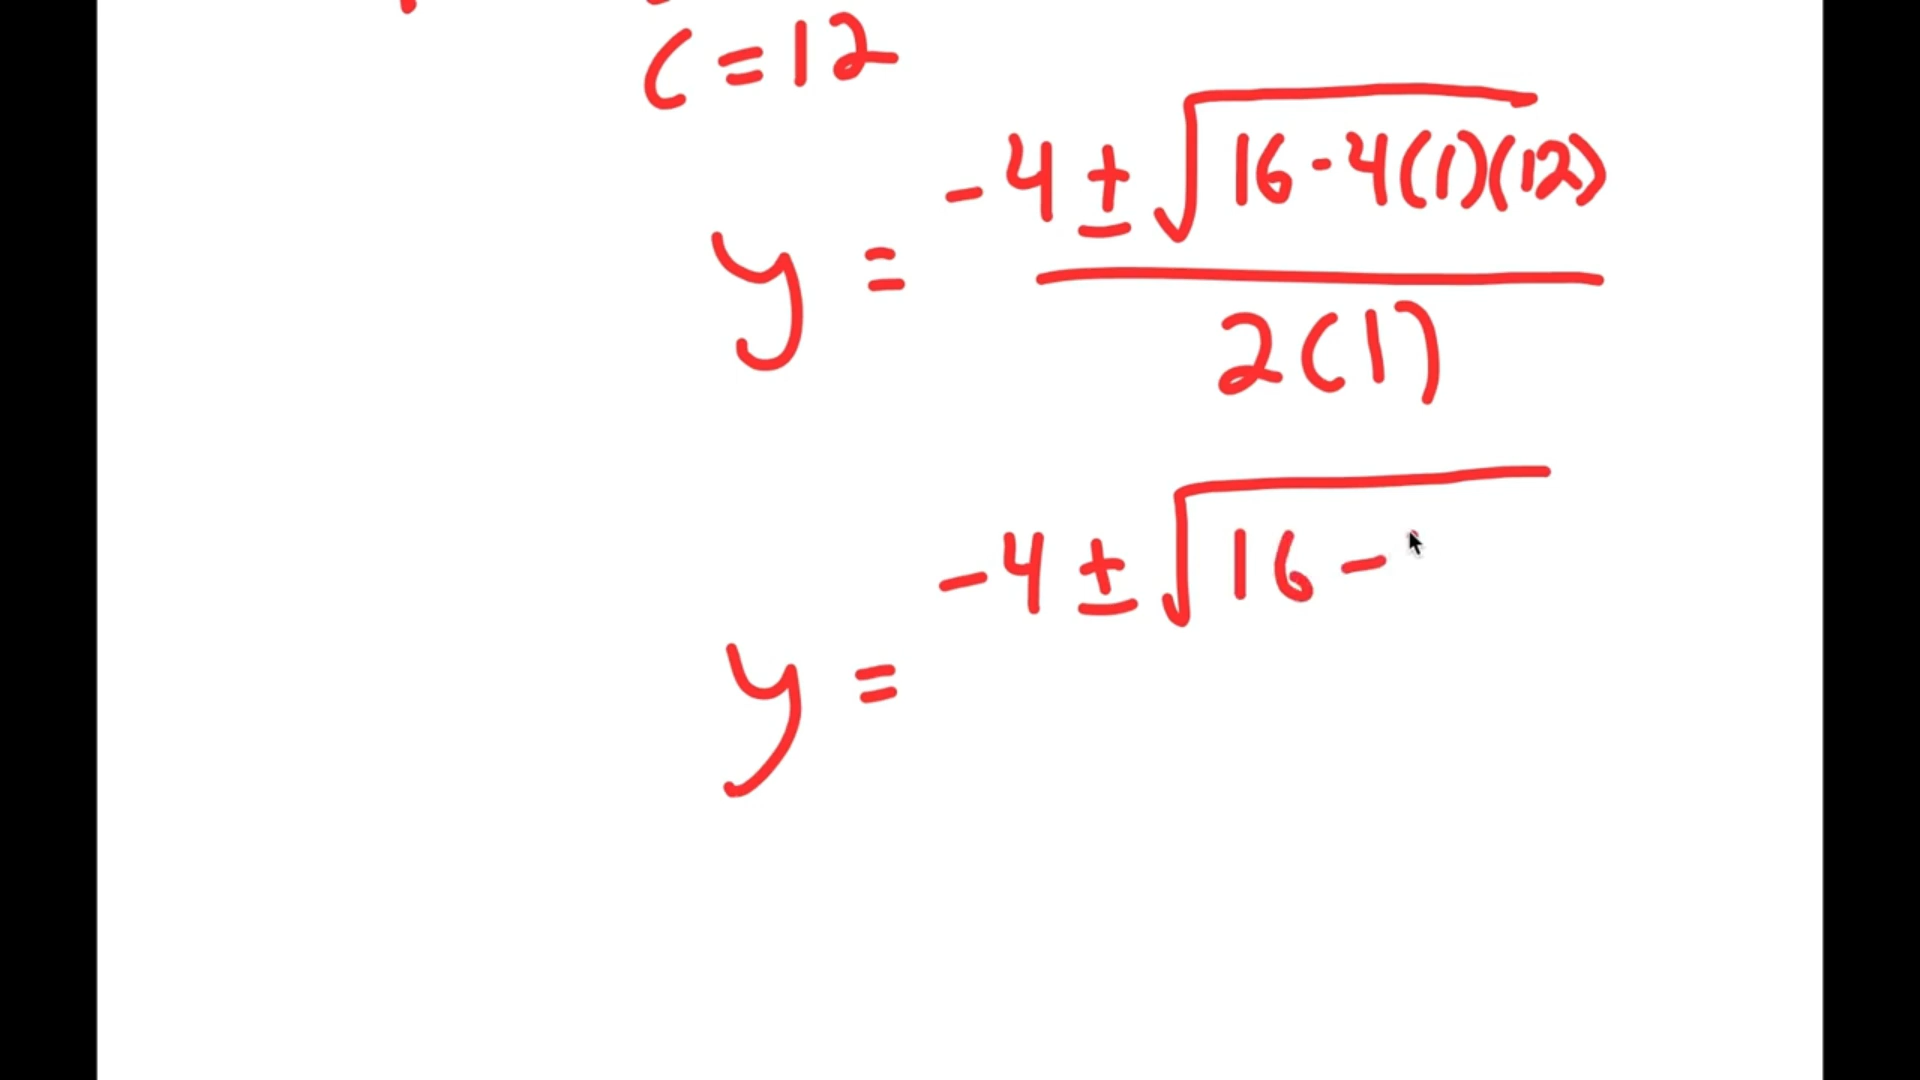 c = 12
y = -4 ± √16 - 4(1)(12)
2(1)
y = -4 ± √16 -